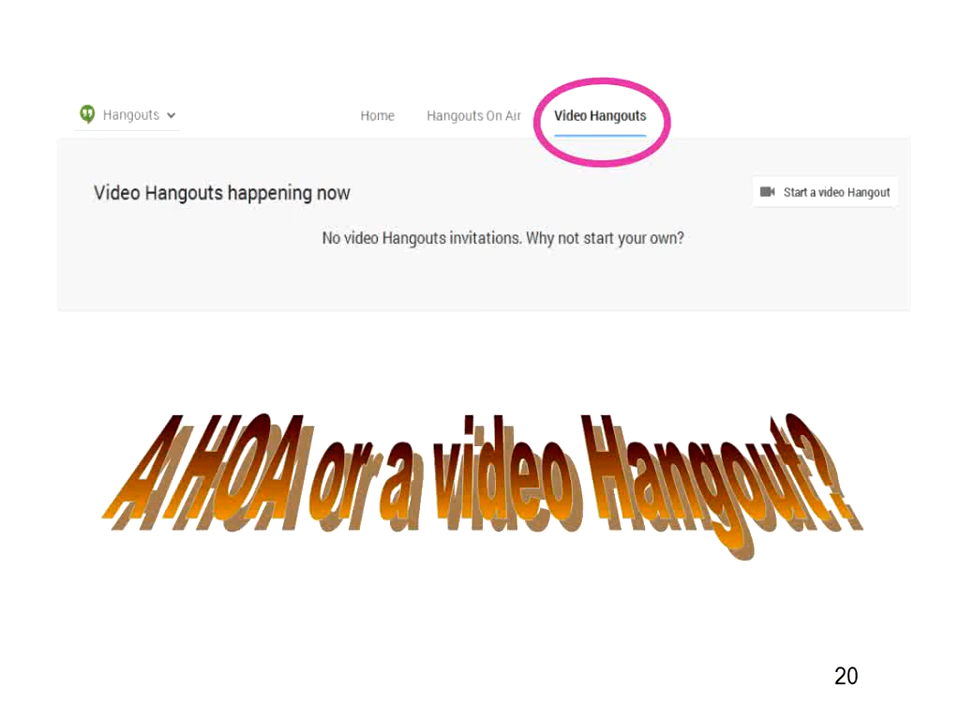 Hangouts
Home
Hangouts On Air
Video Hangouts
Video Hangouts happening now
Start a video Hangout
No video Hangouts invitations. Why not start your own?
A HOA or a video Hangout?
20